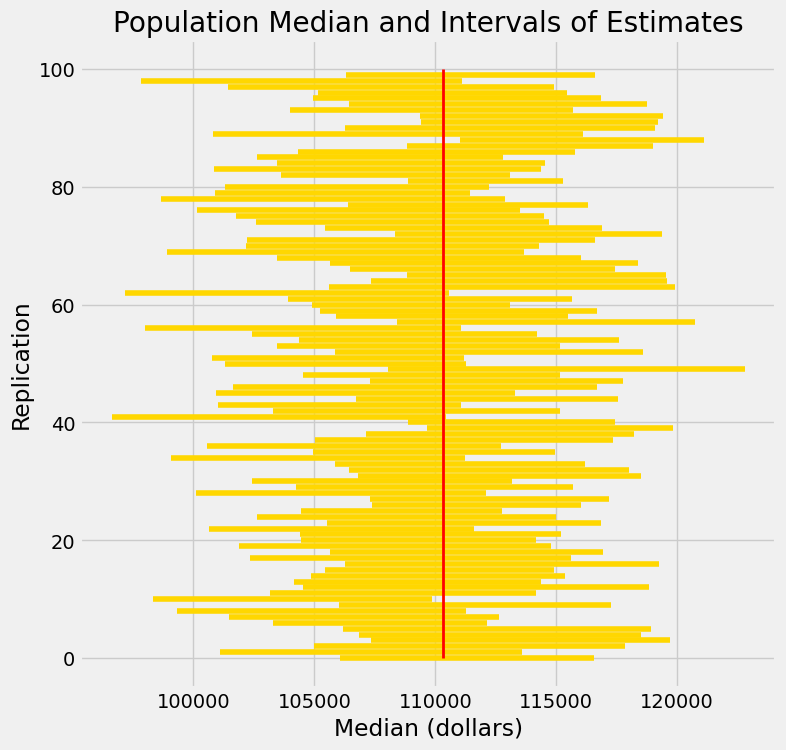 Population Median and Intervals of Estimates
100
80
60
40
20
0
Replication
100000 105000 110000 115000 120000
Median (dollars)